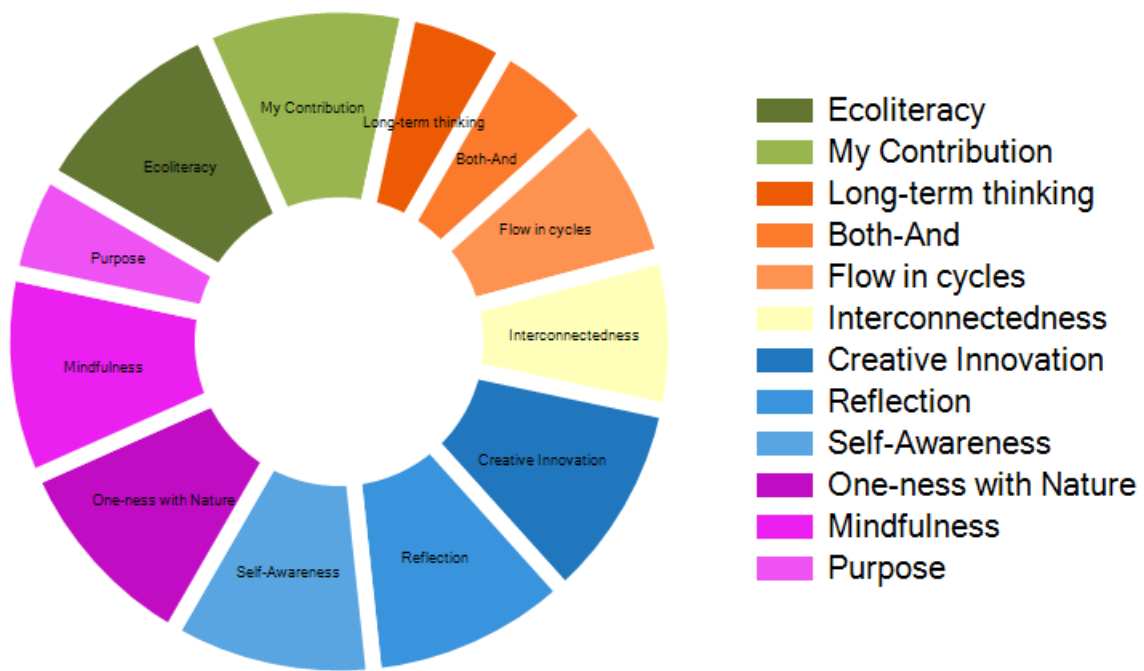 My Contribution
Long-term thinking
Both-And
Ecoliteracy
Flow in cycles
Purpose
Interconnectedness
Mindfulness
Creative Innovation
One-ness with Nature
Reflection
Self-Awareness
Ecoliteracy
My Contribution
Long-term thinking
Both-And
Flow in cycles
Interconnectedness
Creative Innovation
Reflection
Self-Awareness
One-ness with Nature
Mindfulness
Purpose